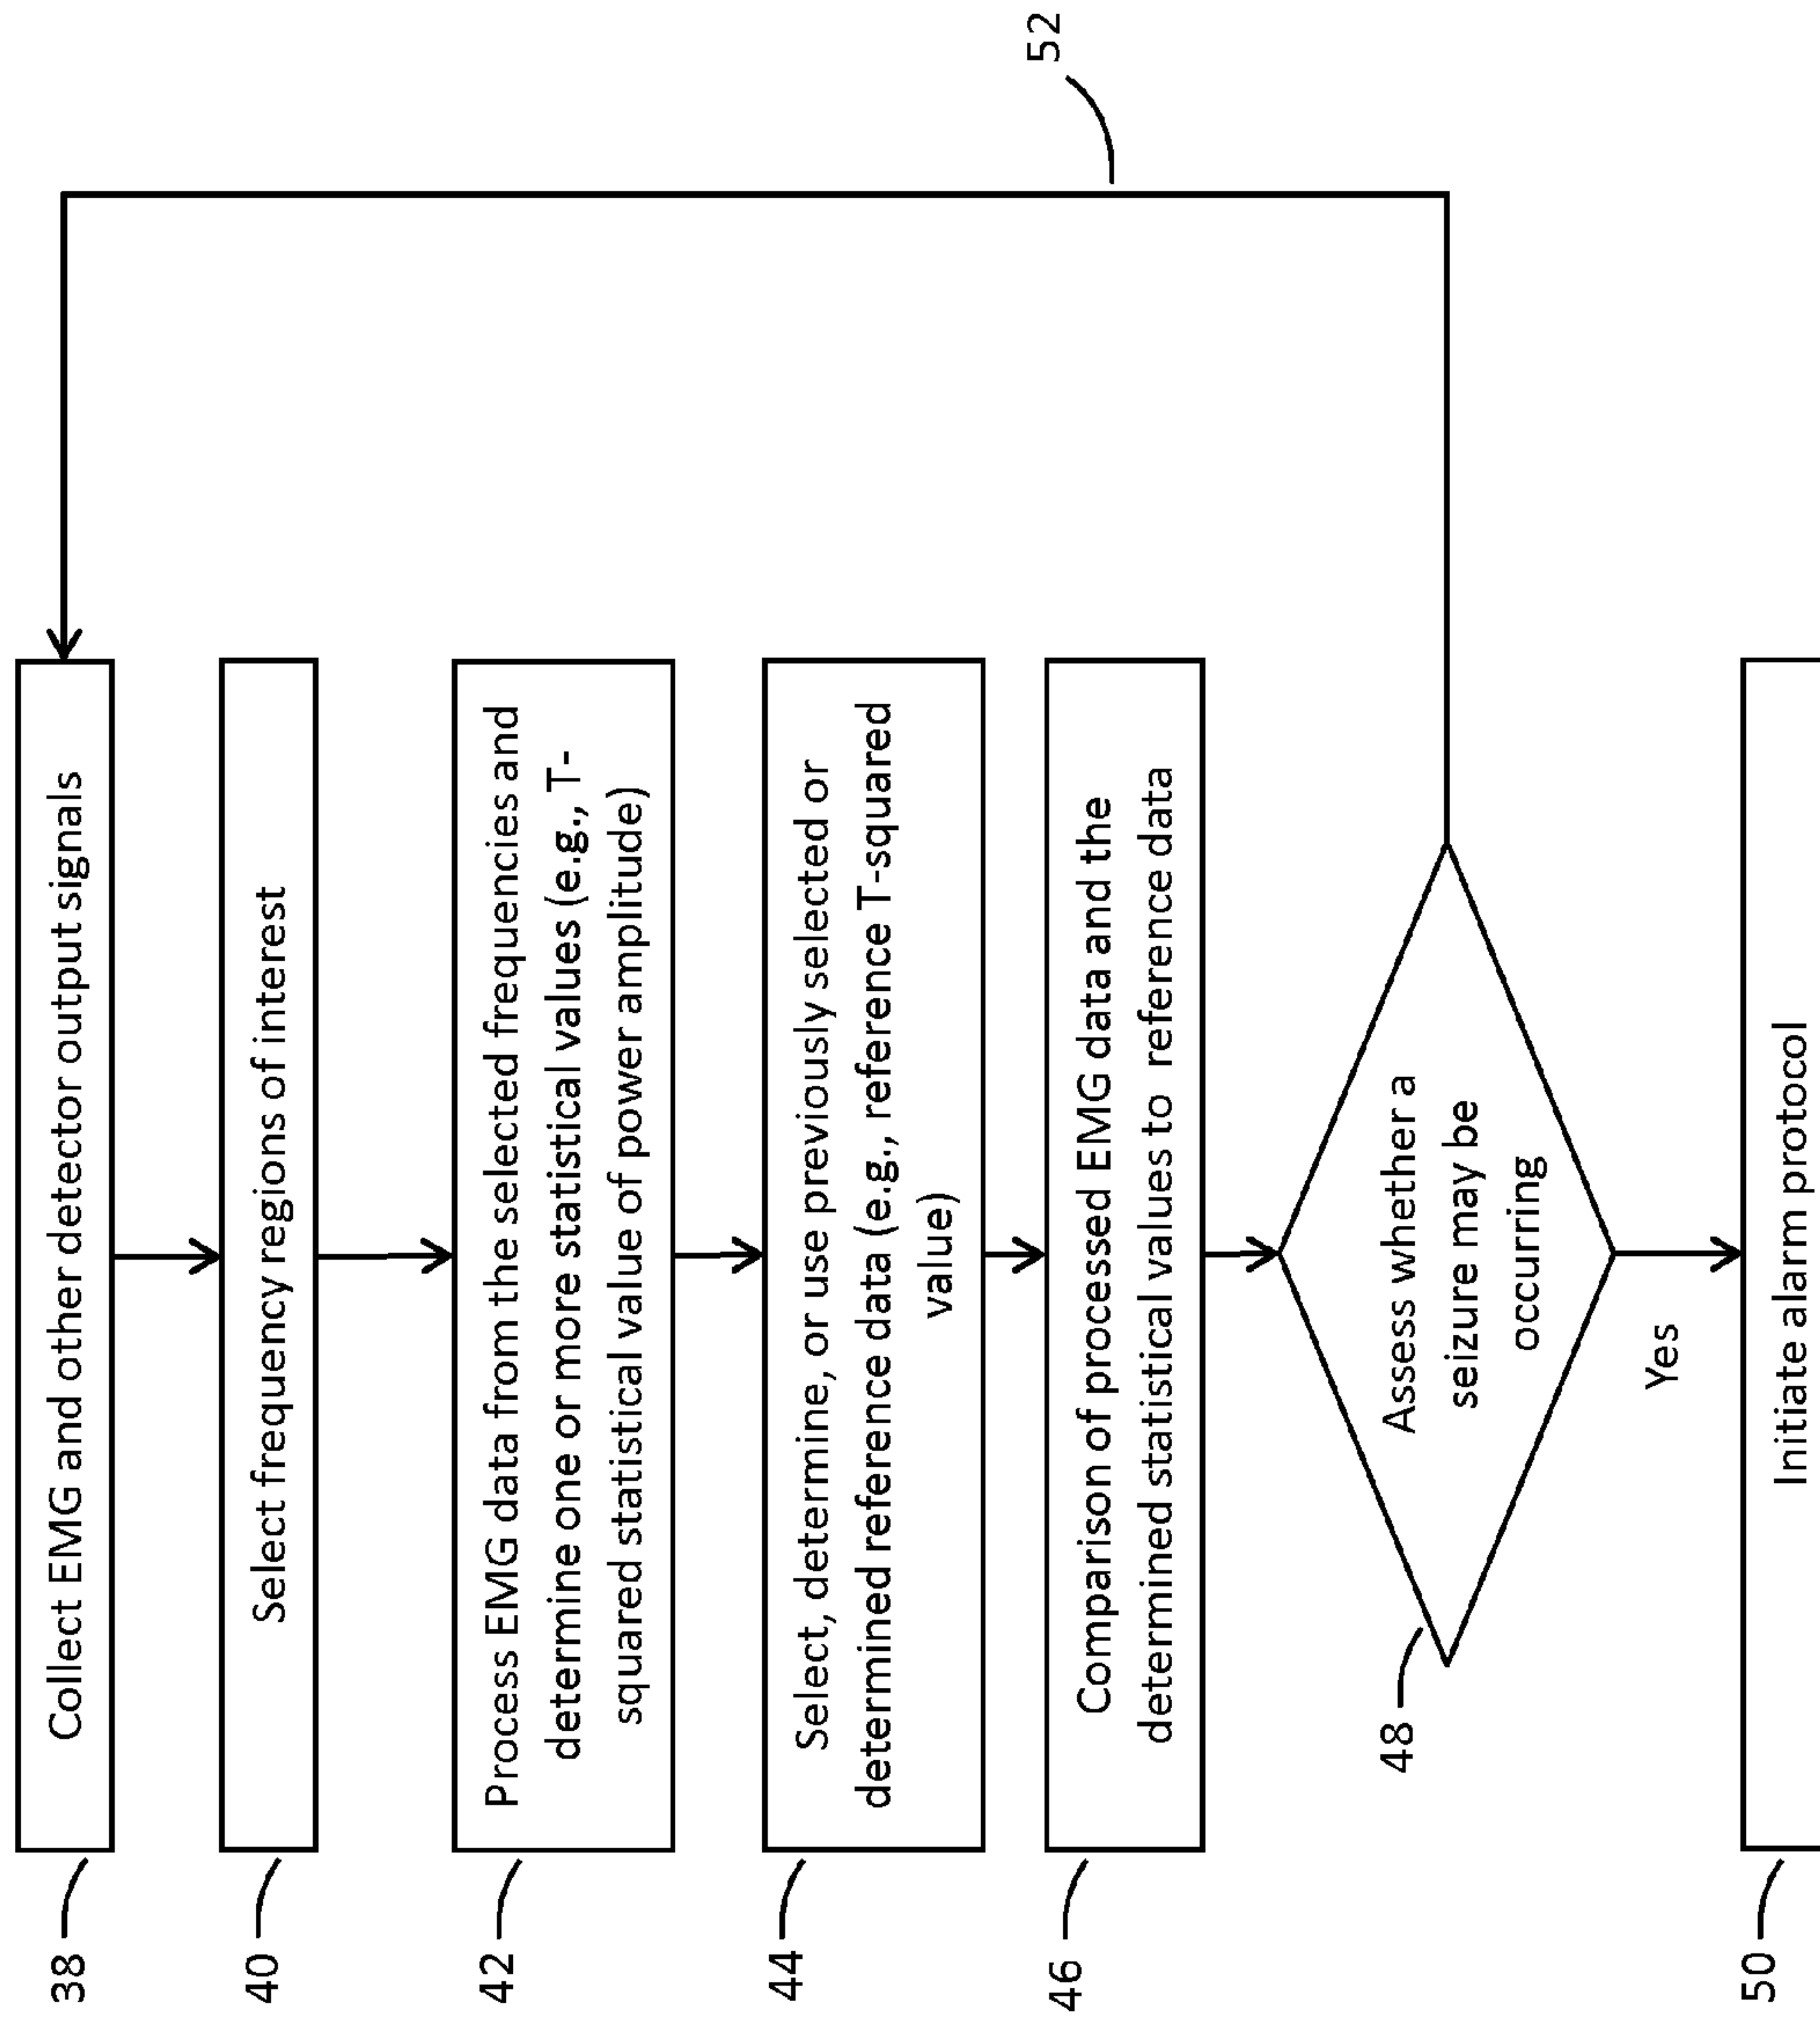 38
Collect EMG and other detector output signals
40
Select frequency regions of interest
42
Process EMG data from the selected frequencies and
determine one or more statistical values (e.g., T-
squared statistical value of power amplitude)
44
Select, determine, or use previously selected or
determined reference data (e.g., reference T-squared
value)
46
Comparison of processed EMG data and the
determined statistical values to reference data
48
Assess whether a
seizure may be
occurring
52
Yes
50
Initiate alarm protocol